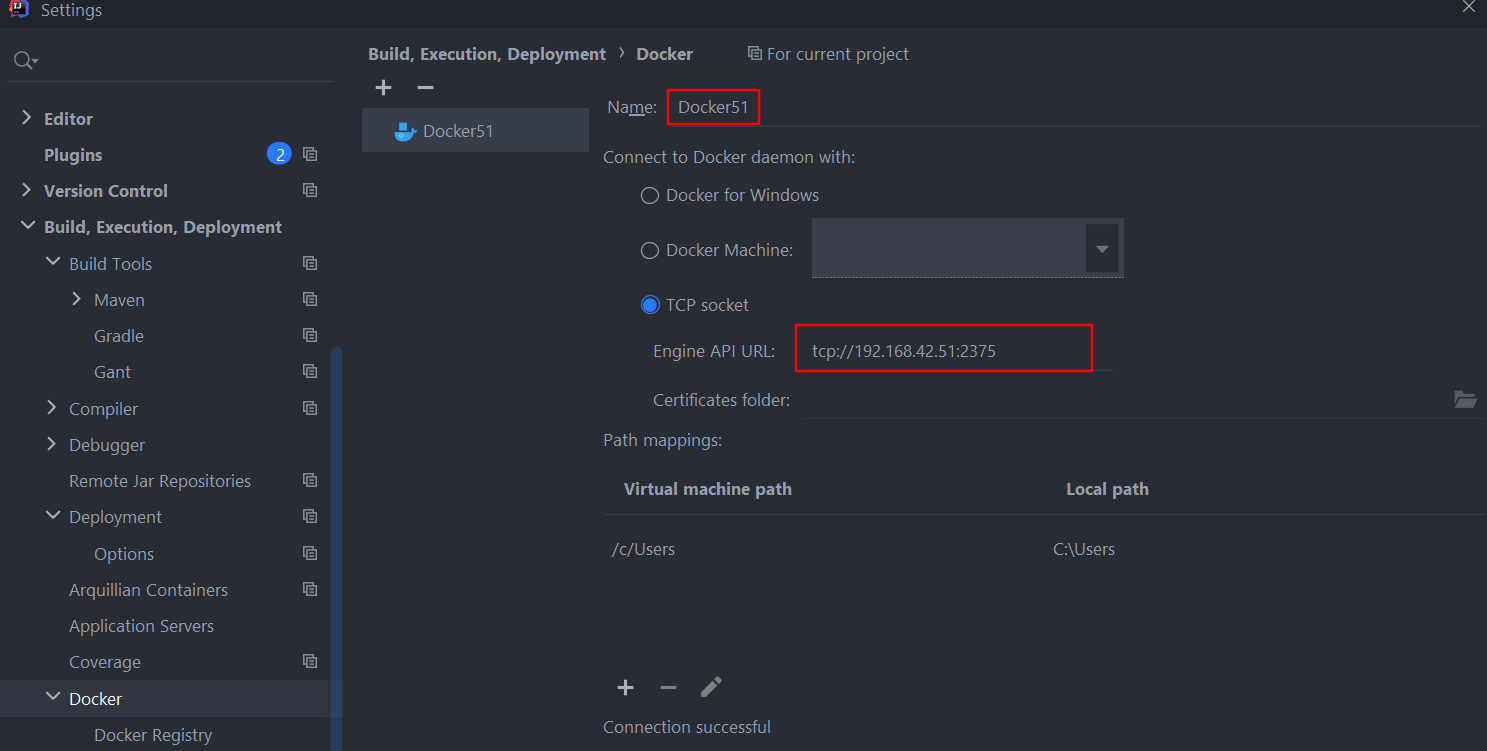 Settings
Editor
Plugins 2
Version Control
Build, Execution, Deployment
Build Tools
Maven
Gradle
Gant
Compiler
Debugger
Remote Jar Repositories
Deployment
Options
Arquillian Containers
Application Servers
Coverage
Docker
Docker Registry
Build, Execution, Deployment › Docker For current project
Docker51
Name: Docker51
Connect to Docker daemon with:
Docker for Windows
Docker Machine:
TCP socket
Engine API URL: tcp://192.168.42.51:2375
Certificates folder:
Path mappings:
Virtual machine path Local path
/c/Users C:\Users
Connection successful